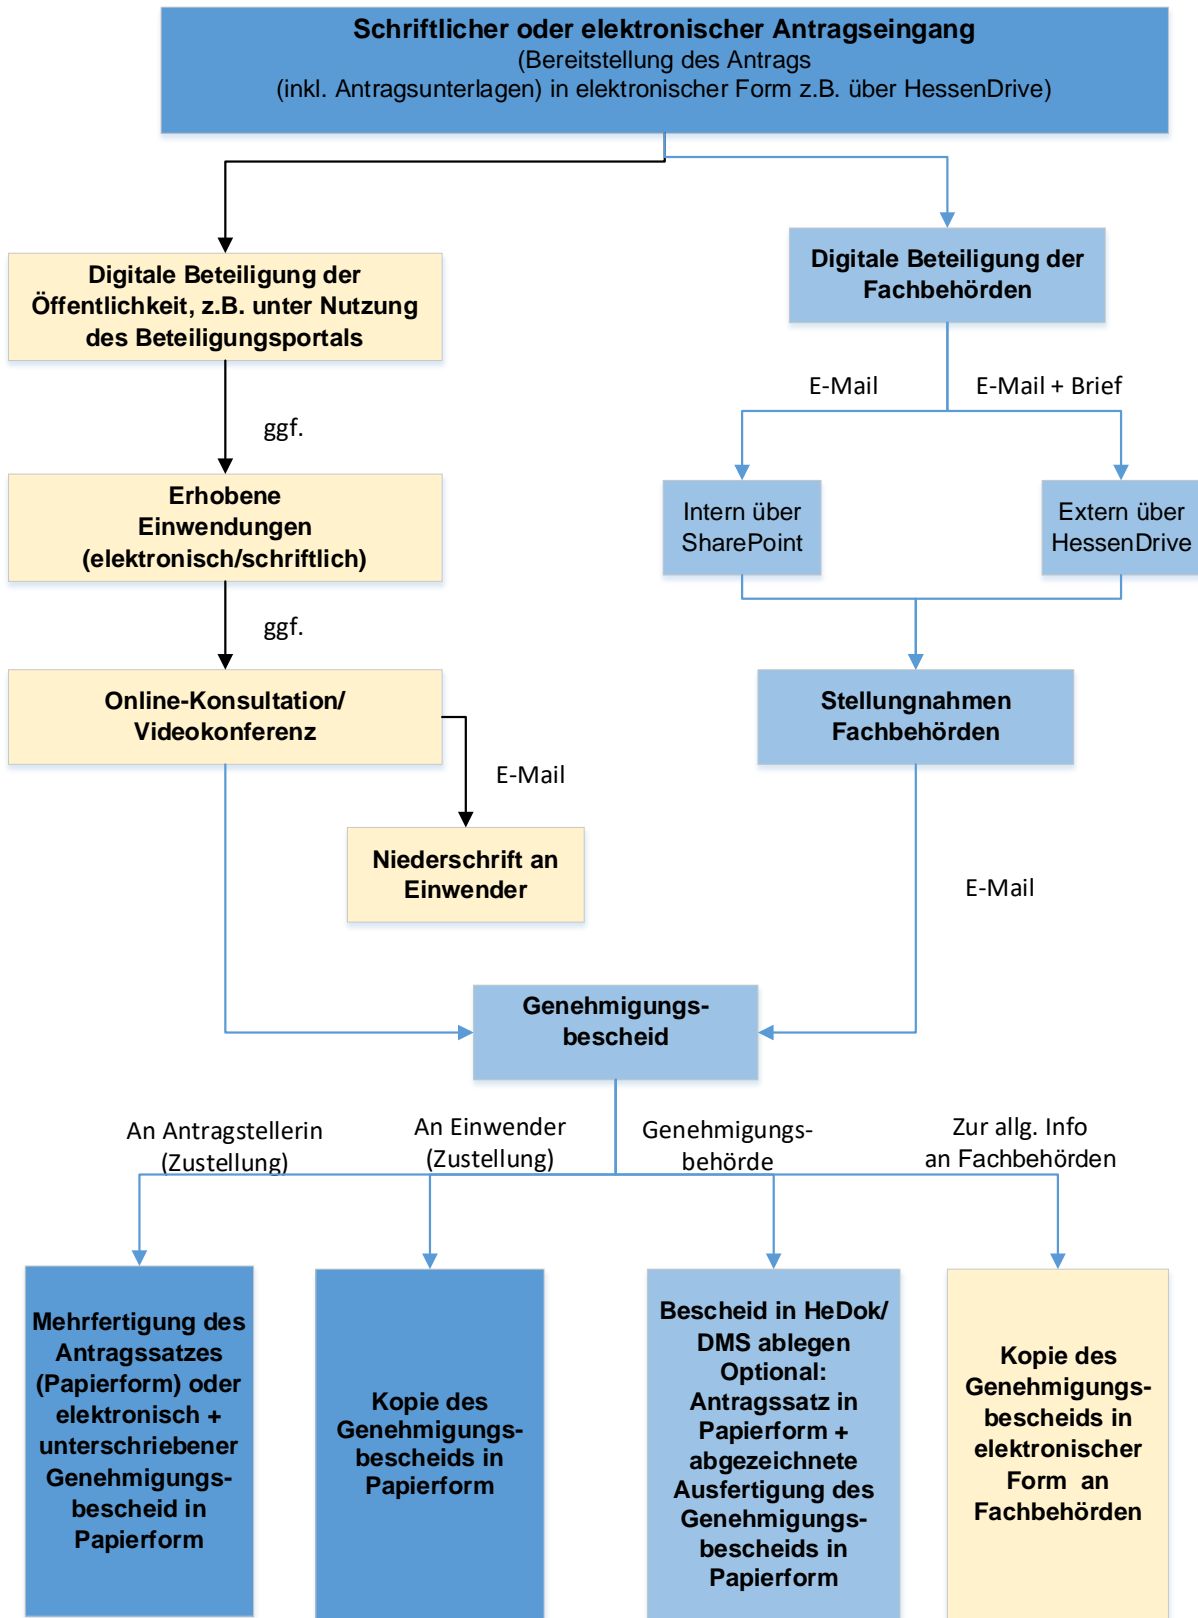 Schriftlicher oder elektronischer Antragseingang
(Bereitstellung des Antrags
(inkl. Antragsunterlagen) in elektronischer Form z.B. über HessenDrive)
Digitale Beteiligung der
Öffentlichkeit, z.B. unter Nutzung
des Beteiligungsportals
Digitale Beteiligung der
Fachbehörden
E-Mail
E-Mail + Brief
ggf.
Erhobene
Einwendungen
(elektronisch/schriftlich)
Intern über
SharePoint
Extern über
HessenDrive
ggf.
Online-Konsultation/
Videokonferenz
Stellungnahmen
Fachbehörden
E-Mail
Niederschrift an
Einwender
E-Mail
Genehmigungs-
bescheid
An Antragstellerin
(Zustellung)
An Einwender
(Zustellung)
Genehmigungs-
behörde
Zur allg. Info
an Fachbehörden
Mehrfertigung des
Antragssatzes
(Papierform) oder
elektronisch +
unterschriebener
Genehmigungs-
bescheid in
Papierform
Kopie des
Genehmigungs-
bescheids in
Papierform
Bescheid in HeDok/
DMS ablegen
Optional:
Antragssatz in
Papierform +
abgezeichnete
Ausfertigung des
Genehmigungs-
bescheids in
Papierform
Kopie des
Genehmigungs-
bescheids in
elektronischer
Form an
Fachbehörden